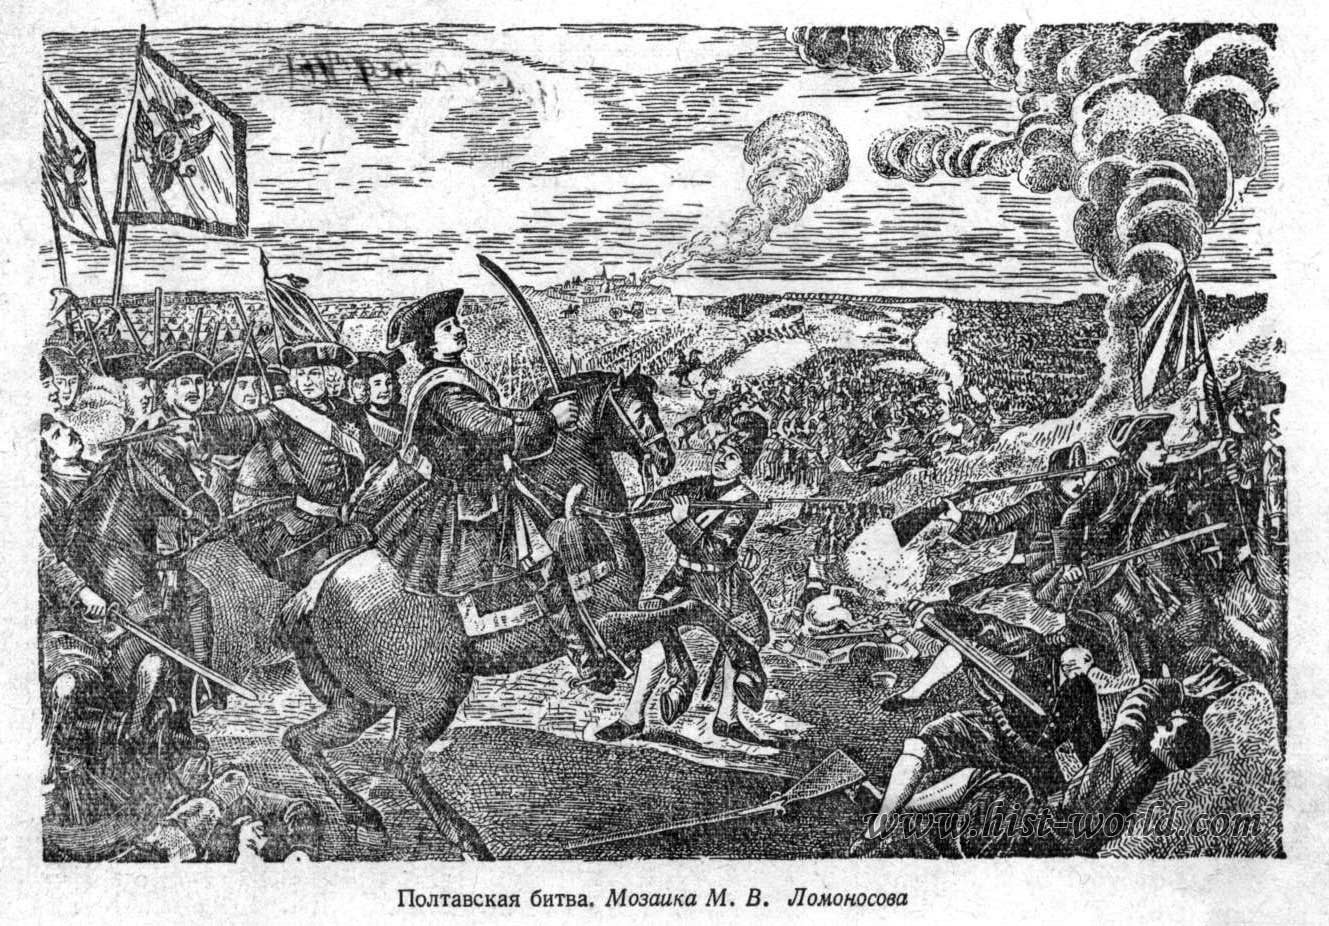 www.hist-world.com
Полтавская битва. Мозаика М. В. Ломоносова